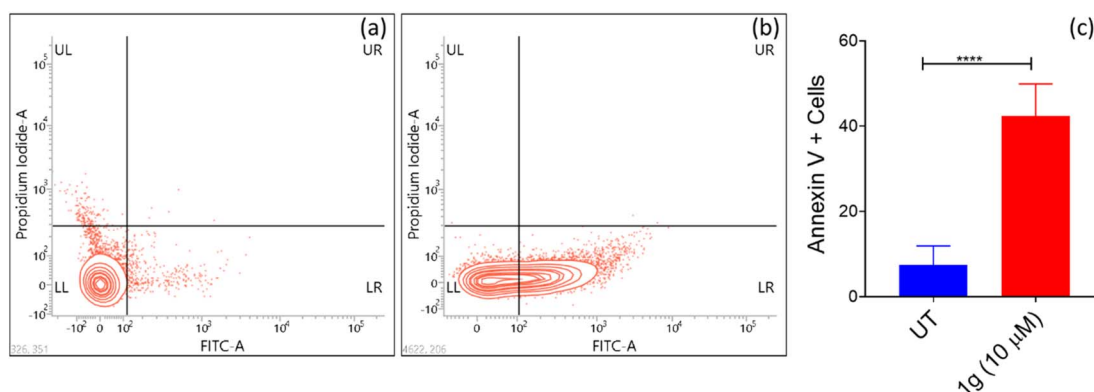 (a)
UL
UR
10^5
10^4
10^3
10^2
0
-10^2
LL
LR
Propidium Iodide-A
-10^2 0 10^2 10^3 10^4 10^5
FITC-A
326, 351
(b)
UL
UR
10^5
10^4
10^3
10^2
0
-10^2
LL
LR
Propidium Iodide-A
0 10^2 10^3 10^4 10^5
FITC-A
4622, 206
(c)
60
40
20
0
Annexin V + Cells
****
UT
1g (10 µM)